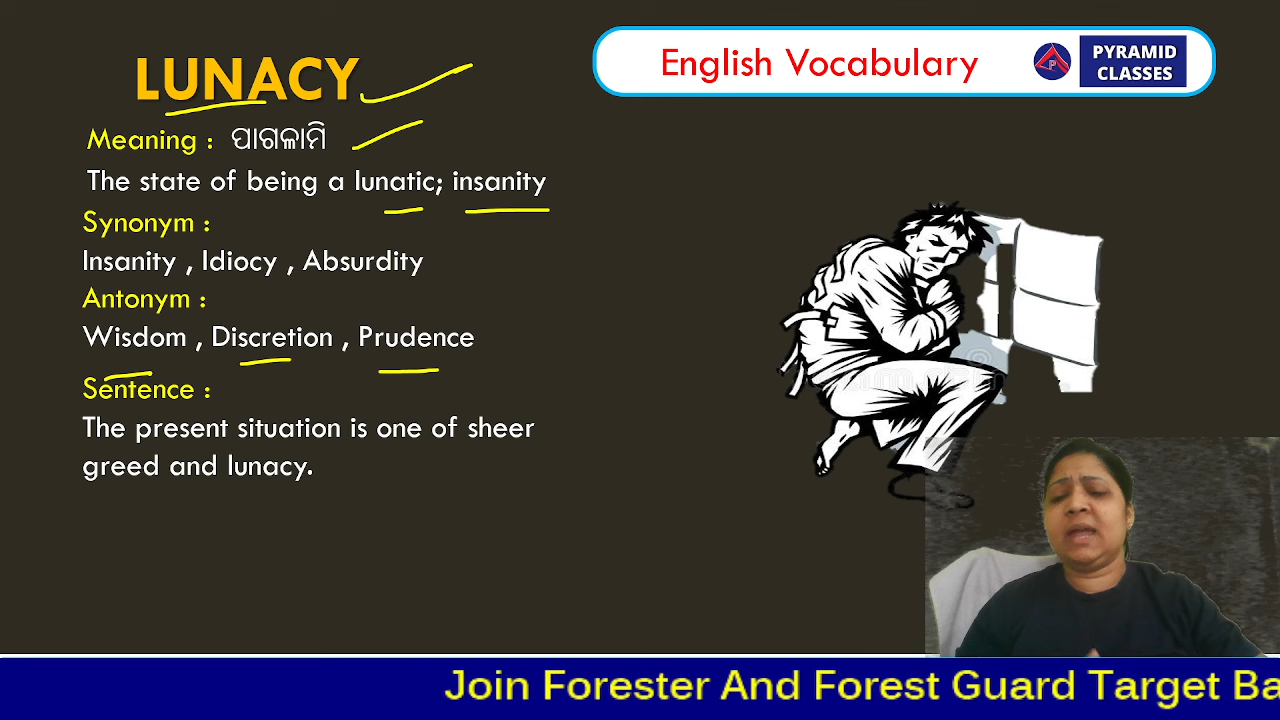 LUNACY
English Vocabulary
PYRAMID
CLASSES
Meaning : ପାଗଳାମି
The state of being a lunatic; insanity
Synonym :
Insanity , Idiocy , Absurdity
Antonym :
Wisdom , Discretion , Prudence
Sentence :
The present situation is one of sheer
greed and lunacy.
Join Forester And Forest Guard Target Ba